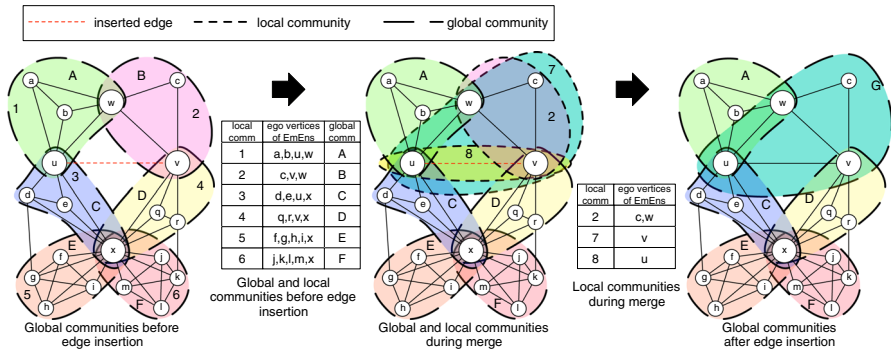 inserted edge local community global community
a A B c
1 b w 2
u v
3 4
d e C D q r
x
E f j
g i m k
5 h F l 6
Global communities before
edge insertion
local comm ego vertices of EmEns global comm
1 a,b,u,w A
2 c,v,w B
3 d,e,u,x C
4 q,r,v,x D
5 f,g,h,i,x E
6 j,k,l,m,x F
Global and local
communities before edge
insertion
a A c 7
b w 2
8
u v
d e C D q r
x
E f j
g i m k
h F l
Global and local communities
during merge
local comm ego vertices of EmEns
2 c,w
7 v
8 u
Local communities
during merge
a A c G
b w
u v
d e C D q r
x
E f j
g i m k
h F l
Global communities
after edge insertion